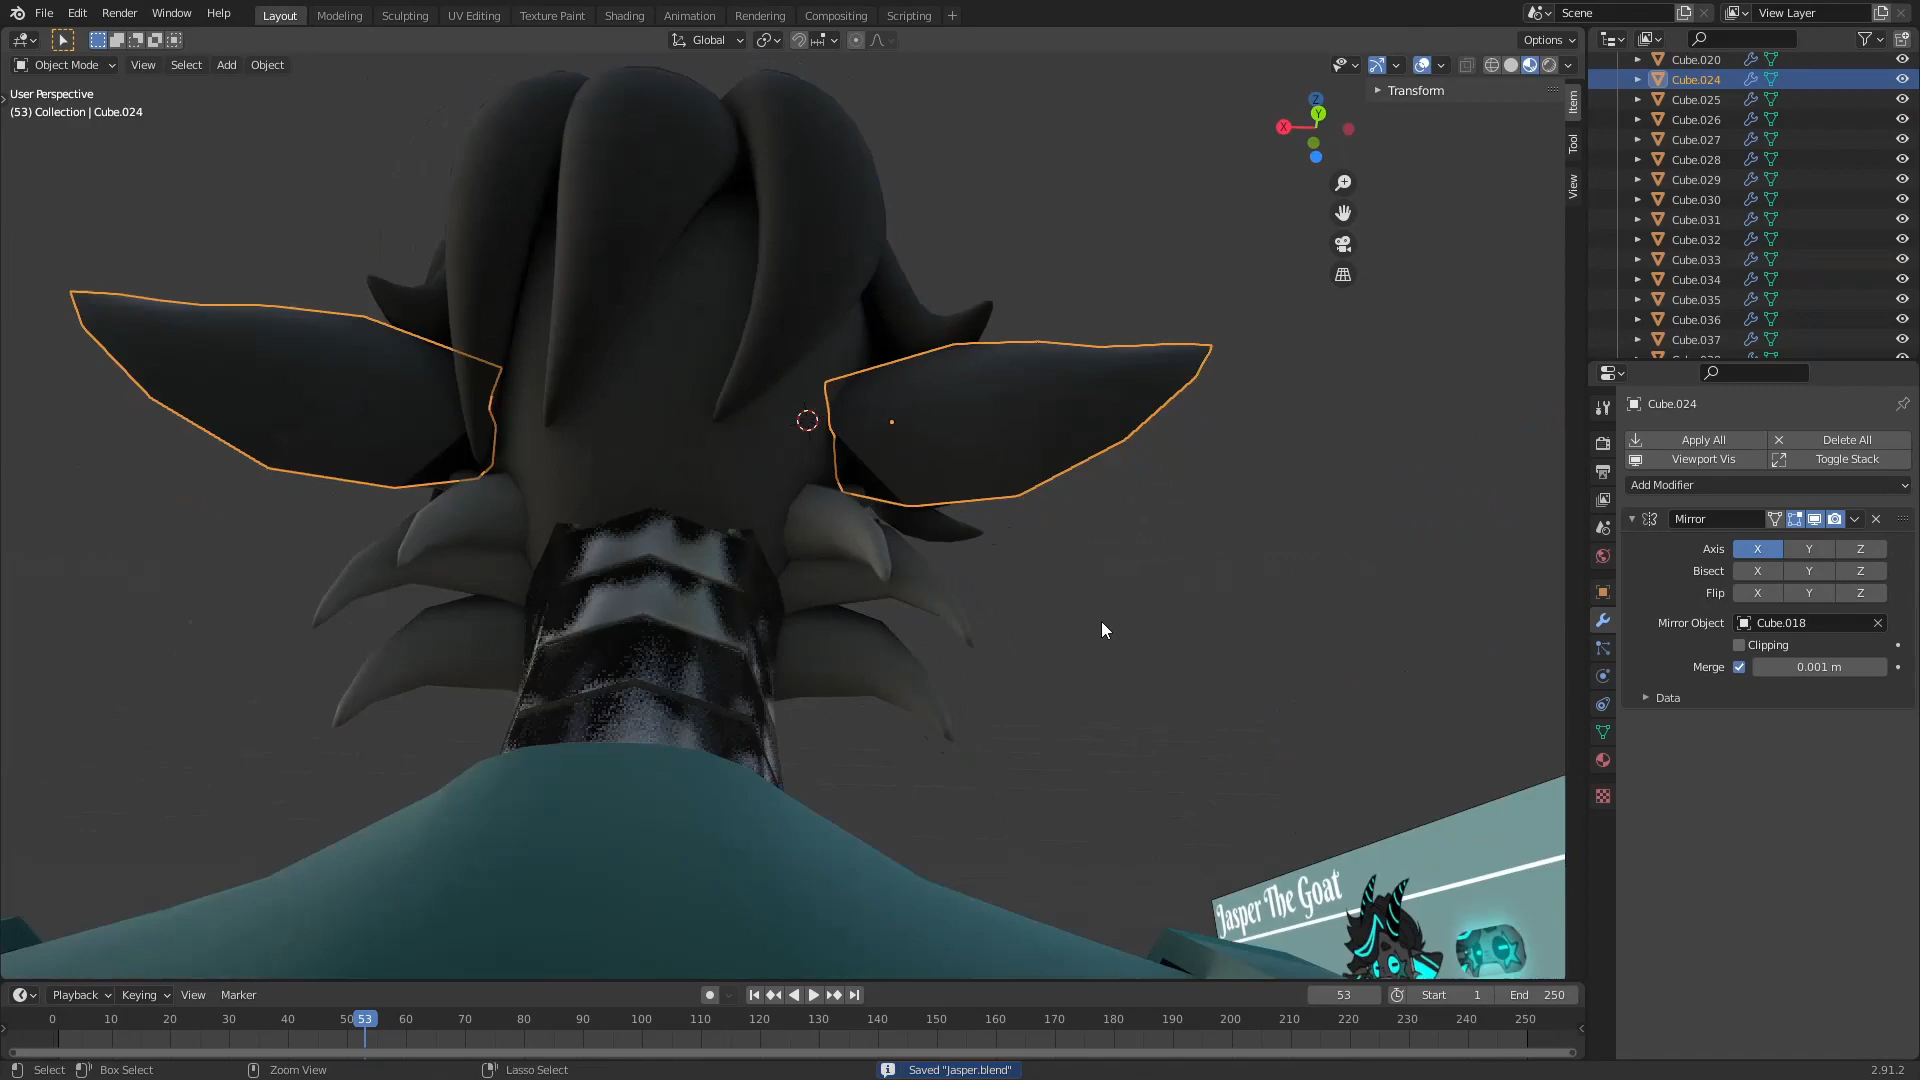 File Edit Render Window Help
Layout Modeling Sculpting UV Editing Texture Paint Shading Animation Rendering Compositing Scripting +
Scene
View Layer
Global
Options
Object Mode View Select Add Object
User Perspective
(53) Collection | Cube.024
Transform
Item
Tool
View
Z
Y
X
Cube.020
Cube.024
Cube.025
Cube.026
Cube.027
Cube.028
Cube.029
Cube.030
Cube.031
Cube.032
Cube.033
Cube.034
Cube.035
Cube.036
Cube.037
Cube.024
Apply All Delete All
Viewport Vis Toggle Stack
Add Modifier
Mirror
Axis X Y Z
Bisect X Y Z
Flip X Y Z
Mirror Object Cube.018
Clipping
Merge 0.001 m
Data
Jasper The Goat
Playback Keying View Marker
53 Start 1 End 250
0 10 20 30 40 50 53 60 70 80 90 100 110 120 130 140 150 160 170 180 190 200 210 220 230 240 250
Select Box Select Zoom View Lasso Select Saved "Jasper.blend" 2.91.2